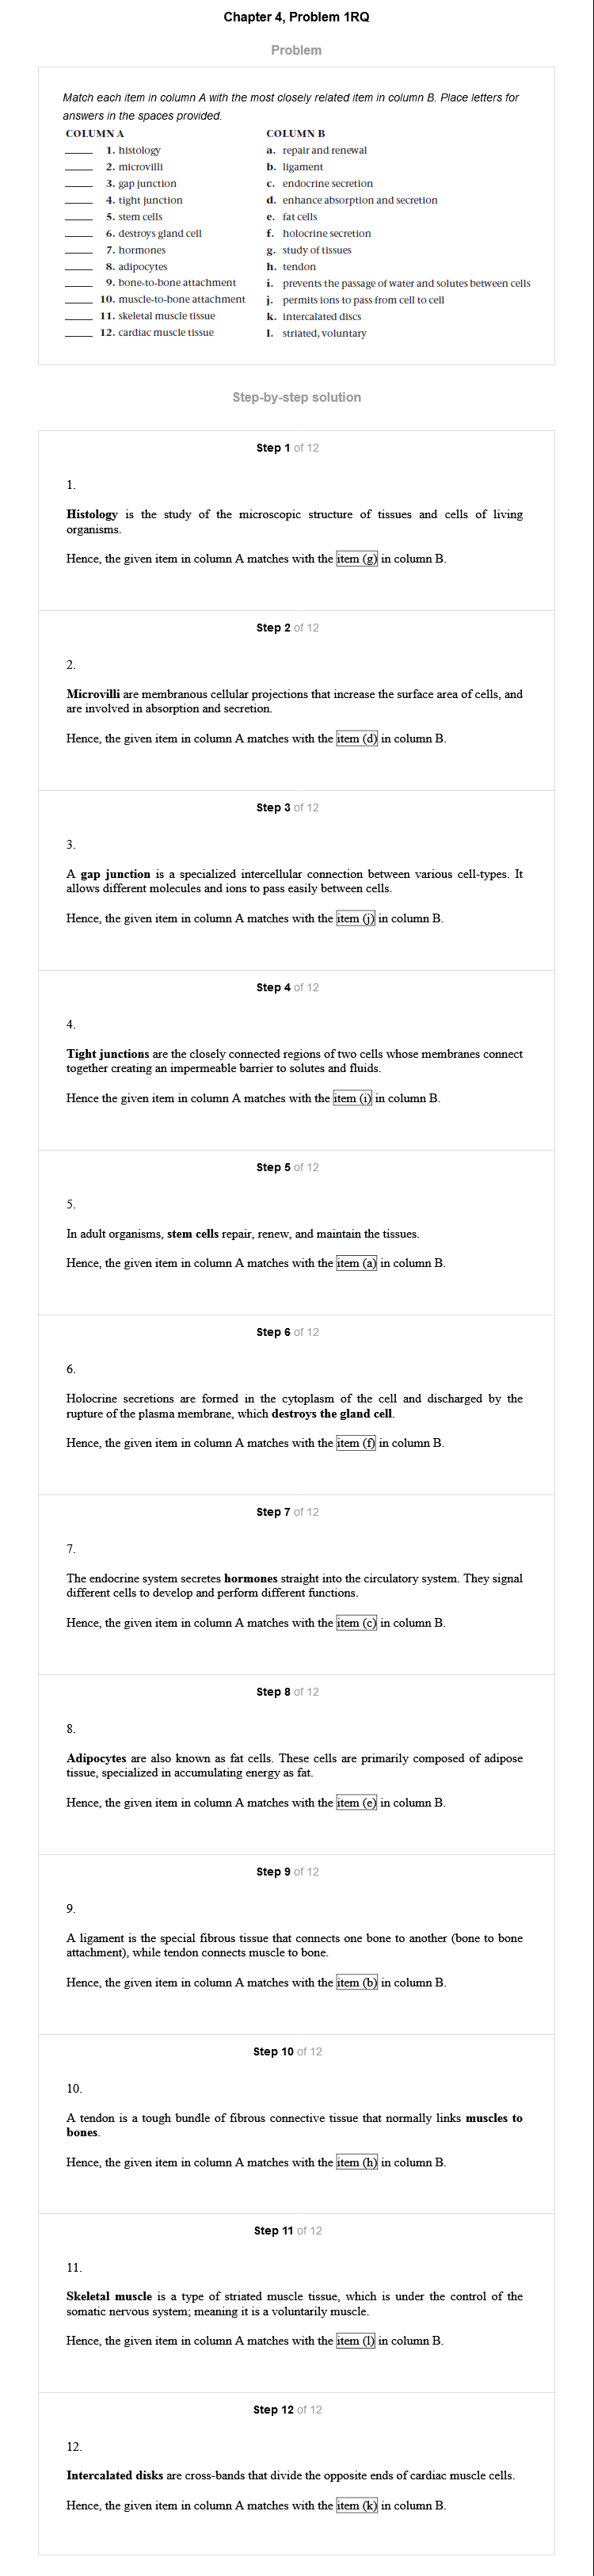 Chapter 4, Problem 1RQ
Problem
Match each item in column A with the most closely related item in column B. Place letters for
answers in the spaces provided.
COLUMN A
COLUMN B
1. histology
a. repair and renewal
2. microvilli
b. ligament
3. gap junction
c. endocrine secretion
4. tight junction
d. enhance absorption and secretion
5. stem cells
e. fat cells
6. destroys gland cell
f. holocrine secretion
7. hormones
g. study of tissues
8. adipocytes
h. tendon
9. bone-to-bone attachment
i. prevents the passage of water and solutes between cells
10. muscle-to-bone attachment
j. permits ions to pass from cell to cell
11. skeletal muscle tissue
k. intercalated discs
12. cardiac muscle tissue
l. striated, voluntary
Step-by-step solution
Step 1 of 12
1.
Histology is the study of the microscopic structure of tissues and cells of living
organisms.
Hence, the given item in column A matches with the item (g) in column B.
Step 2 of 12
2.
Microvilli are membranous cellular projections that increase the surface area of cells, and
are involved in absorption and secretion.
Hence, the given item in column A matches with the item (d) in column B.
Step 3 of 12
3.
A gap junction is a specialized intercellular connection between various cell-types. It
allows different molecules and ions to pass easily between cells.
Hence, the given item in column A matches with the item (j) in column B.
Step 4 of 12
4.
Tight junctions are the closely connected regions of two cells whose membranes connect
together creating an impermeable barrier to solutes and fluids.
Hence the given item in column A matches with the item (i) in column B.
Step 5 of 12
5.
In adult organisms, stem cells repair, renew, and maintain the tissues.
Hence, the given item in column A matches with the item (a) in column B.
Step 6 of 12
6.
Holocrine secretions are formed in the cytoplasm of the cell and discharged by the
rupture of the plasma membrane, which destroys the gland cell.
Hence, the given item in column A matches with the item (f) in column B.
Step 7 of 12
7.
The endocrine system secretes hormones straight into the circulatory system. They signal
different cells to develop and perform different functions.
Hence, the given item in column A matches with the item (c) in column B.
Step 8 of 12
8.
Adipocytes are also known as fat cells. These cells are primarily composed of adipose
tissue, specialized in accumulating energy as fat.
Hence, the given item in column A matches with the item (e) in column B.
Step 9 of 12
9.
A ligament is the special fibrous tissue that connects one bone to another (bone to bone
attachment), while tendon connects muscle to bone.
Hence, the given item in column A matches with the item (b) in column B.
Step 10 of 12
10.
A tendon is a tough bundle of fibrous connective tissue that normally links muscles to
bones.
Hence, the given item in column A matches with the item (h) in column B.
Step 11 of 12
11.
Skeletal muscle is a type of striated muscle tissue, which is under the control of the
somatic nervous system; meaning it is a voluntarily muscle.
Hence, the given item in column A matches with the item (l) in column B.
Step 12 of 12
12.
Intercalated disks are cross-bands that divide the opposite ends of cardiac muscle cells.
Hence, the given item in column A matches with the item (k) in column B.